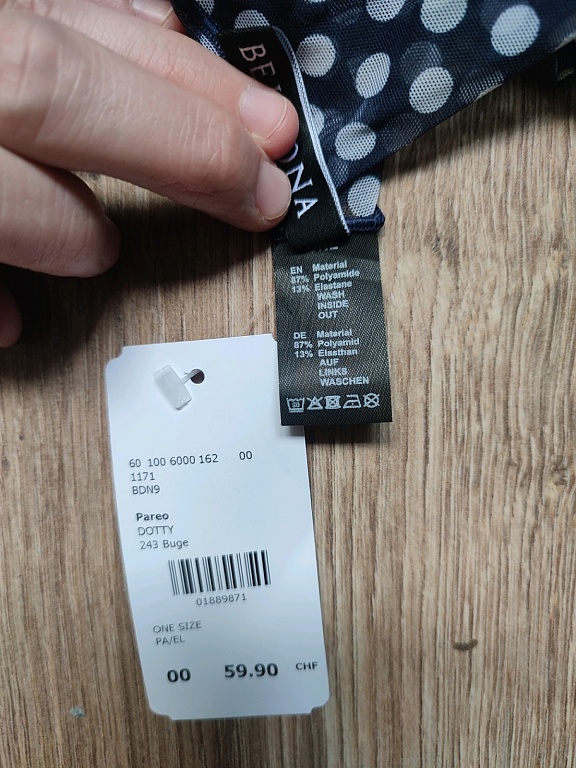 EN Material
87% Polyamide
13% Elastane
WASH
INSIDE
OUT
DE Material
87% Polyamid
13% Elasthan
AUF
LINKS
WASCHEN
60 100 6000 162 00
1171
BDN9
Pareo
DOTTY
243 Buge
01889871
ONE SIZE
PA/EL
00 59.90 CHF